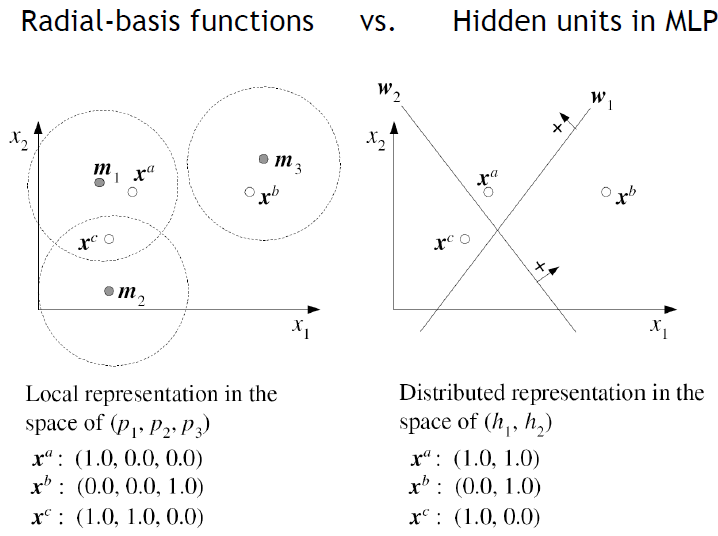 Radial-basis functions vs. Hidden units in MLP
x₂
m₁ xᵃ
m₃
xᵇ
xᶜ
m₂
x₁
w₂
w₁
x₂
+
xᵃ
xᵇ
xᶜ
+
x₁
Local representation in the
space of (p₁, p₂, p₃)
xᵃ : (1.0, 0.0, 0.0)
xᵇ : (0.0, 0.0, 1.0)
xᶜ : (1.0, 1.0, 0.0)
Distributed representation in the
space of (h₁, h₂)
xᵃ : (1.0, 1.0)
xᵇ : (0.0, 1.0)
xᶜ : (1.0, 0.0)